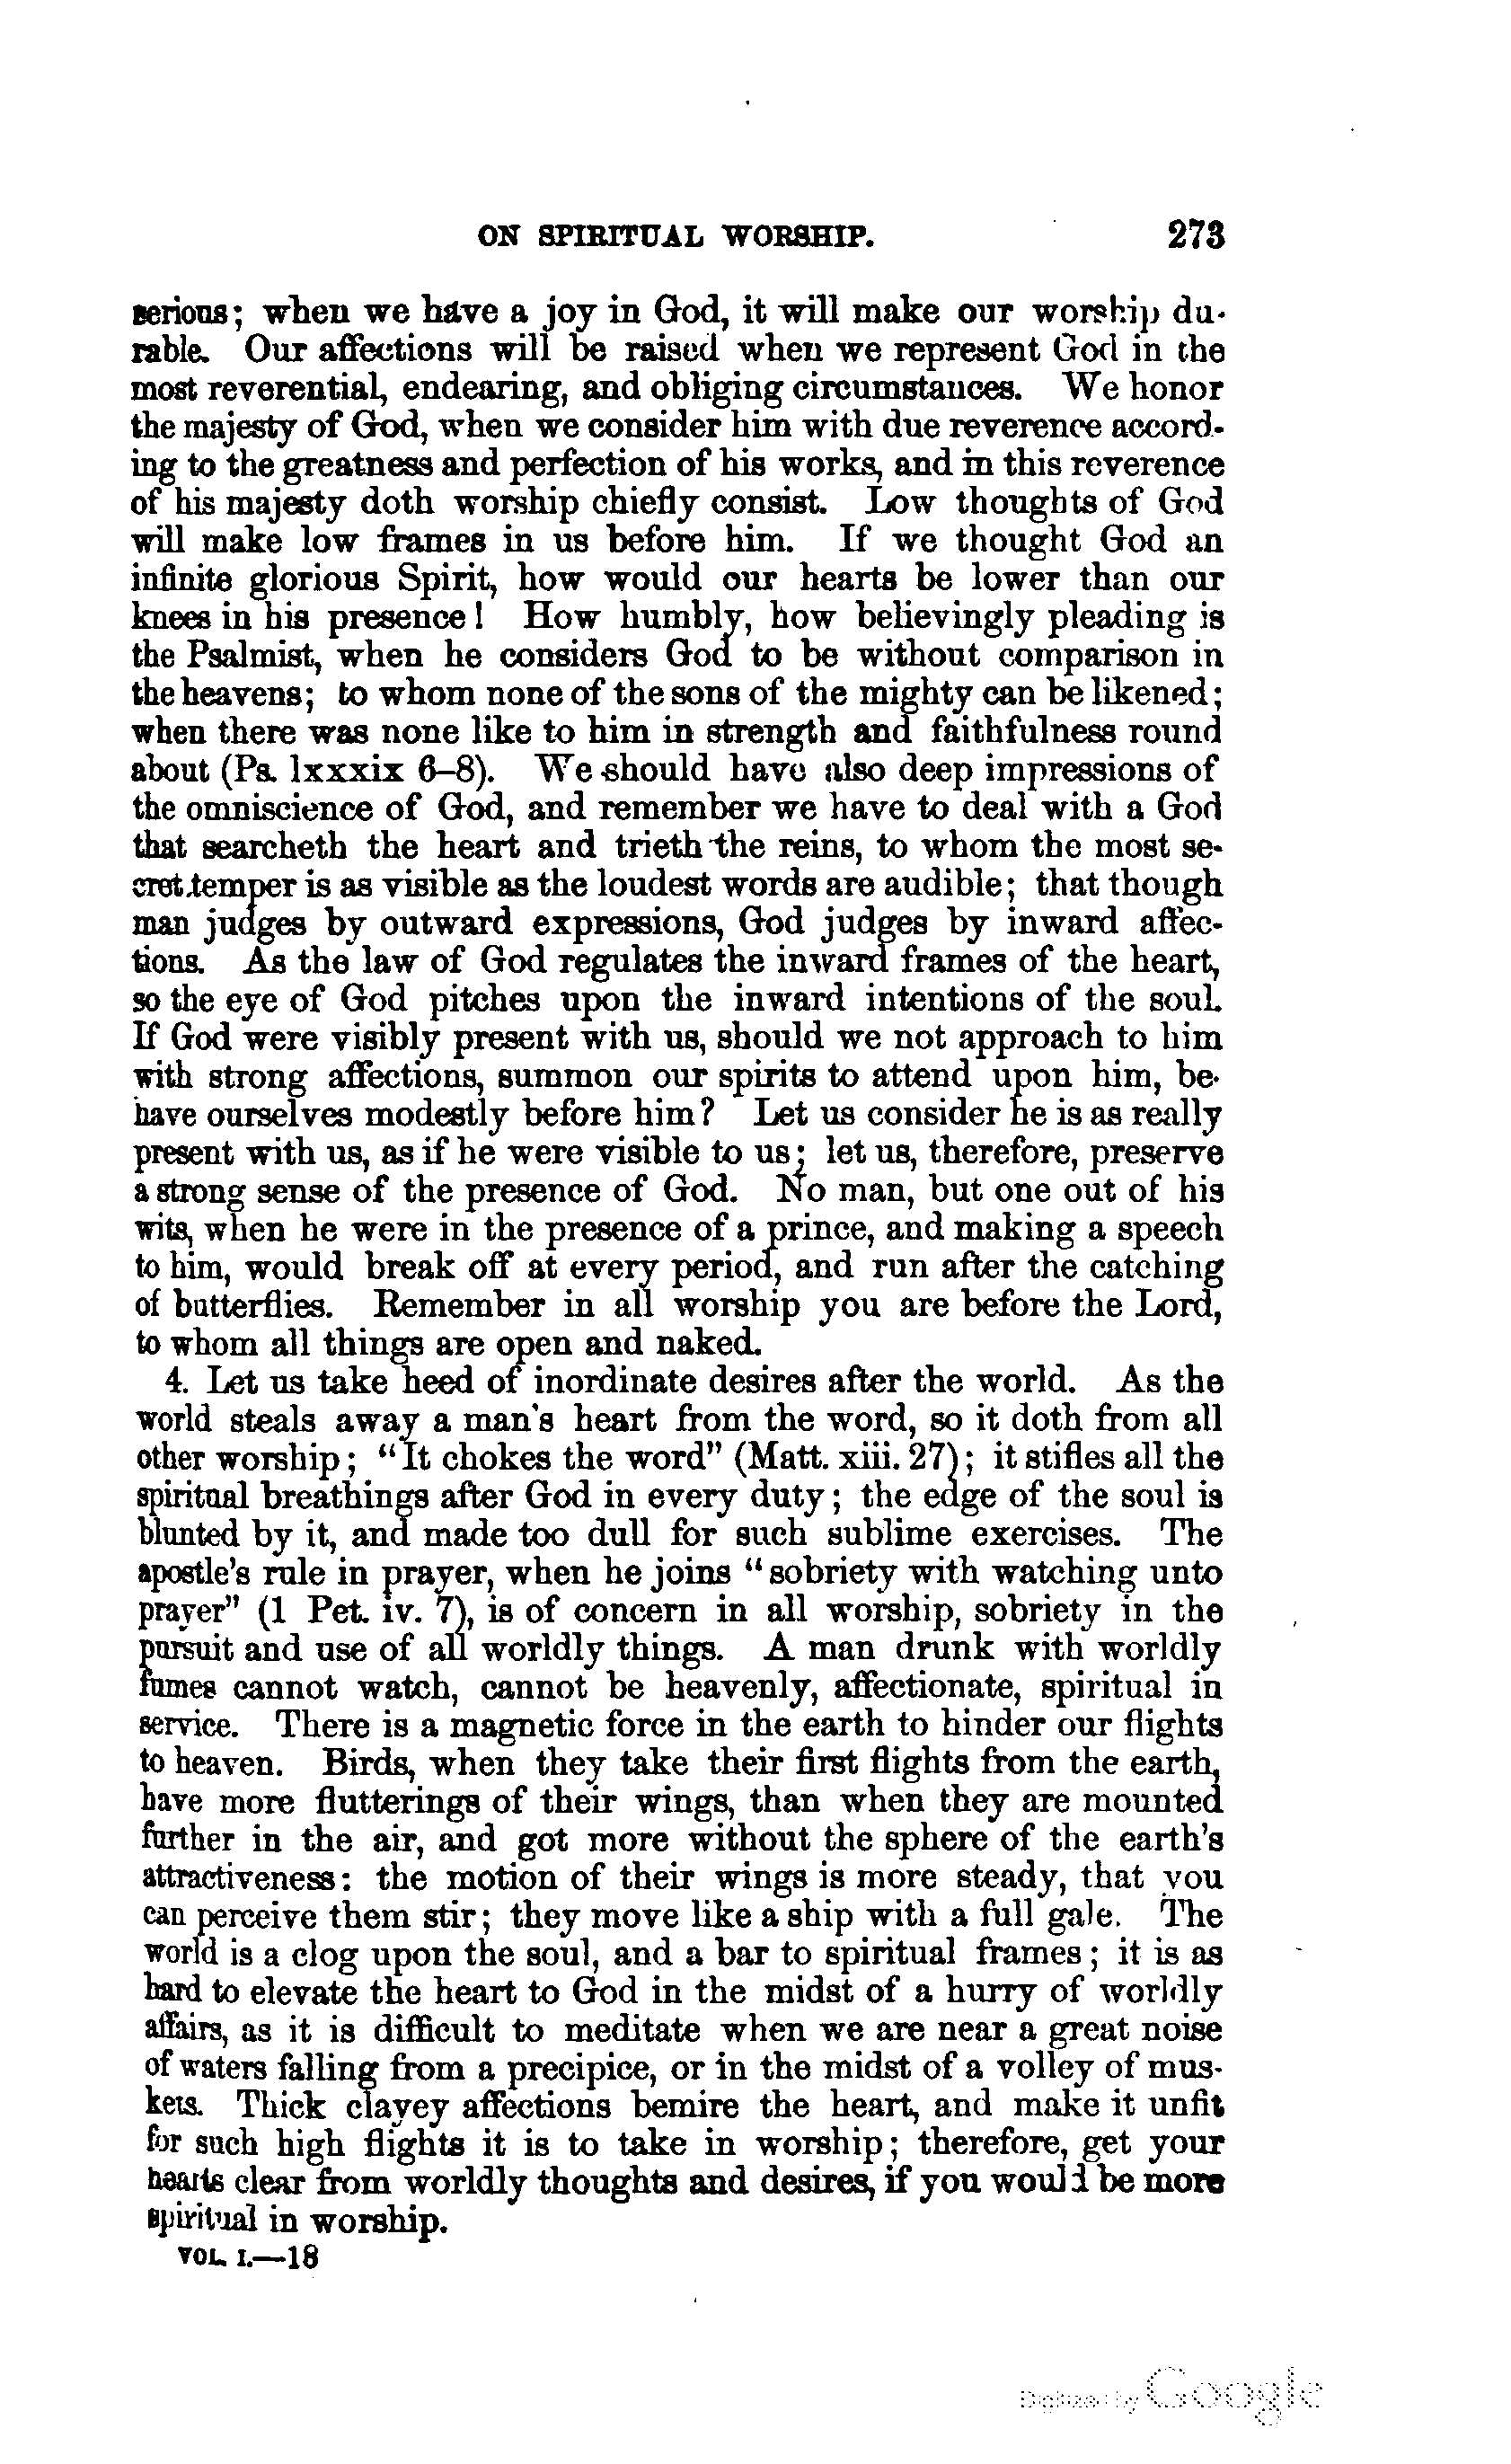 ON SPIRITUAL WORSHIP. 273
serious; when we have a joy in God, it will make our worship du-
rable. Our affections will be raised when we represent God in the
most reverential, endearing, and obliging circumstances. We honor
the majesty of God, when we consider him with due reverence accord-
ing to the greatness and perfection of his works, and in this reverence
of his majesty doth worship chiefly consist. Low thoughts of God
will make low frames in us before him. If we thought God an
infinite glorious Spirit, how would our hearts be lower than our
knees in his presence! How humbly, how believingly pleading is
the Psalmist, when he considers God to be without comparison in
the heavens; to whom none of the sons of the mighty can be likened;
when there was none like to him in strength and faithfulness round
about (Ps. lxxxix 6–8). We should have also deep impressions of
the omniscience of God, and remember we have to deal with a God
that searcheth the heart and trieth the reins, to whom the most se-
cret temper is as visible as the loudest words are audible; that though
man judges by outward expressions, God judges by inward affec-
tions. As the law of God regulates the inward frames of the heart,
so the eye of God pitches upon the inward intentions of the soul.
If God were visibly present with us, should we not approach to him
with strong affections, summon our spirits to attend upon him, be-
have ourselves modestly before him? Let us consider he is as really
present with us, as if he were visible to us; let us, therefore, preserve
a strong sense of the presence of God. No man, but one out of his
wits, when he were in the presence of a prince, and making a speech
to him, would break off at every period, and run after the catching
of butterflies. Remember in all worship you are before the Lord,
to whom all things are open and naked.
4. Let us take heed of inordinate desires after the world. As the
world steals away a man's heart from the word, so it doth from all
other worship; "It chokes the word" (Matt. xiii. 27); it stifles all the
spiritual breathings after God in every duty; the edge of the soul is
blunted by it, and made too dull for such sublime exercises. The
apostle's rule in prayer, when he joins "sobriety with watching unto
prayer" (1 Pet. iv. 7), is of concern in all worship, sobriety in the
pursuit and use of all worldly things. A man drunk with worldly
fumes cannot watch, cannot be heavenly, affectionate, spiritual in
service. There is a magnetic force in the earth to hinder our flights
to heaven. Birds, when they take their first flights from the earth,
have more flutterings of their wings, than when they are mounted
further in the air, and got more without the sphere of the earth's
attractiveness: the motion of their wings is more steady, that you
can perceive them stir; they move like a ship with a full gale. The
world is a clog upon the soul, and a bar to spiritual frames; it is as
hard to elevate the heart to God in the midst of a hurry of worldly
affairs, as it is difficult to meditate when we are near a great noise
of waters falling from a precipice, or in the midst of a volley of mus-
kets. Thick clayey affections bemire the heart, and make it unfit
for such high flights it is to take in worship; therefore, get your
hearts clear from worldly thoughts and desires, if you would be more
spiritual in worship.
VOL. I.—18
Digitized by Google